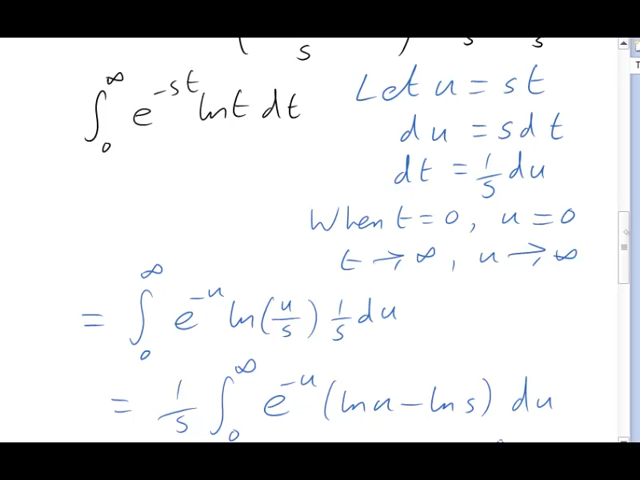 ∫₀^∞ e^{-st} ln t dt
Let u = st
du = s dt
dt = 1/s du
When t = 0, u = 0
t → ∞, u → ∞
= ∫₀^∞ e^{-u} ln(u/s) 1/s du
= 1/s ∫₀^∞ e^{-u} (ln u − ln s) du